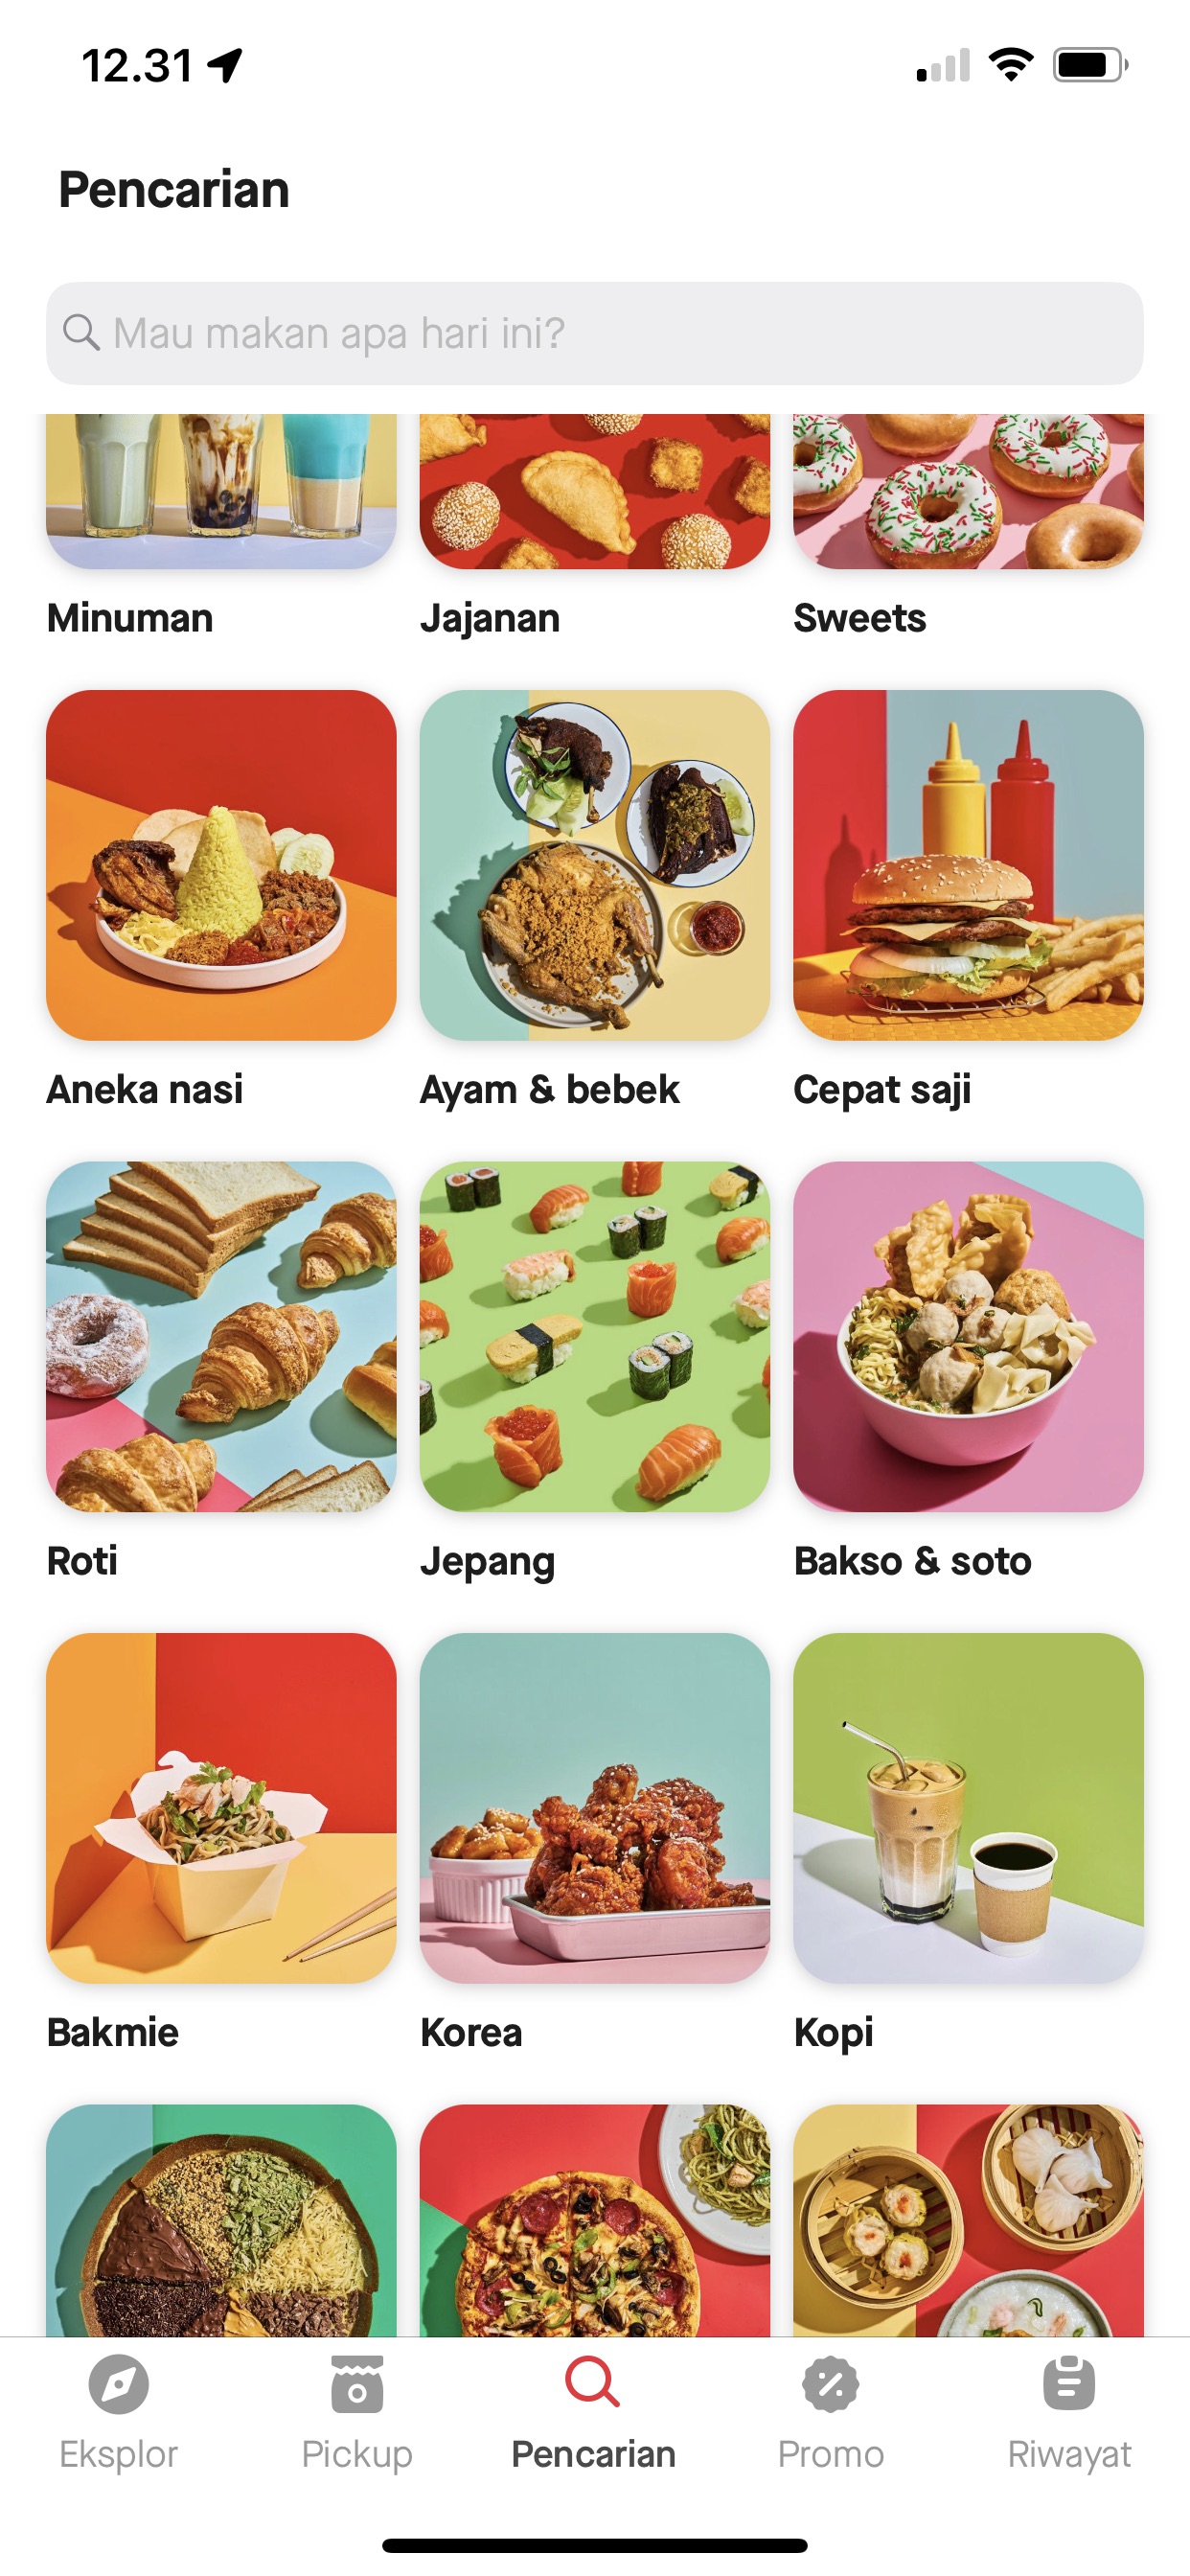 12.31
Pencarian
Mau makan apa hari ini?
Minuman
Jajanan
Sweets
Aneka nasi
Ayam & bebek
Cepat saji
Roti
Jepang
Bakso & soto
Bakmie
Korea
Kopi
Eksplor
Pickup
Pencarian
Promo
Riwayat